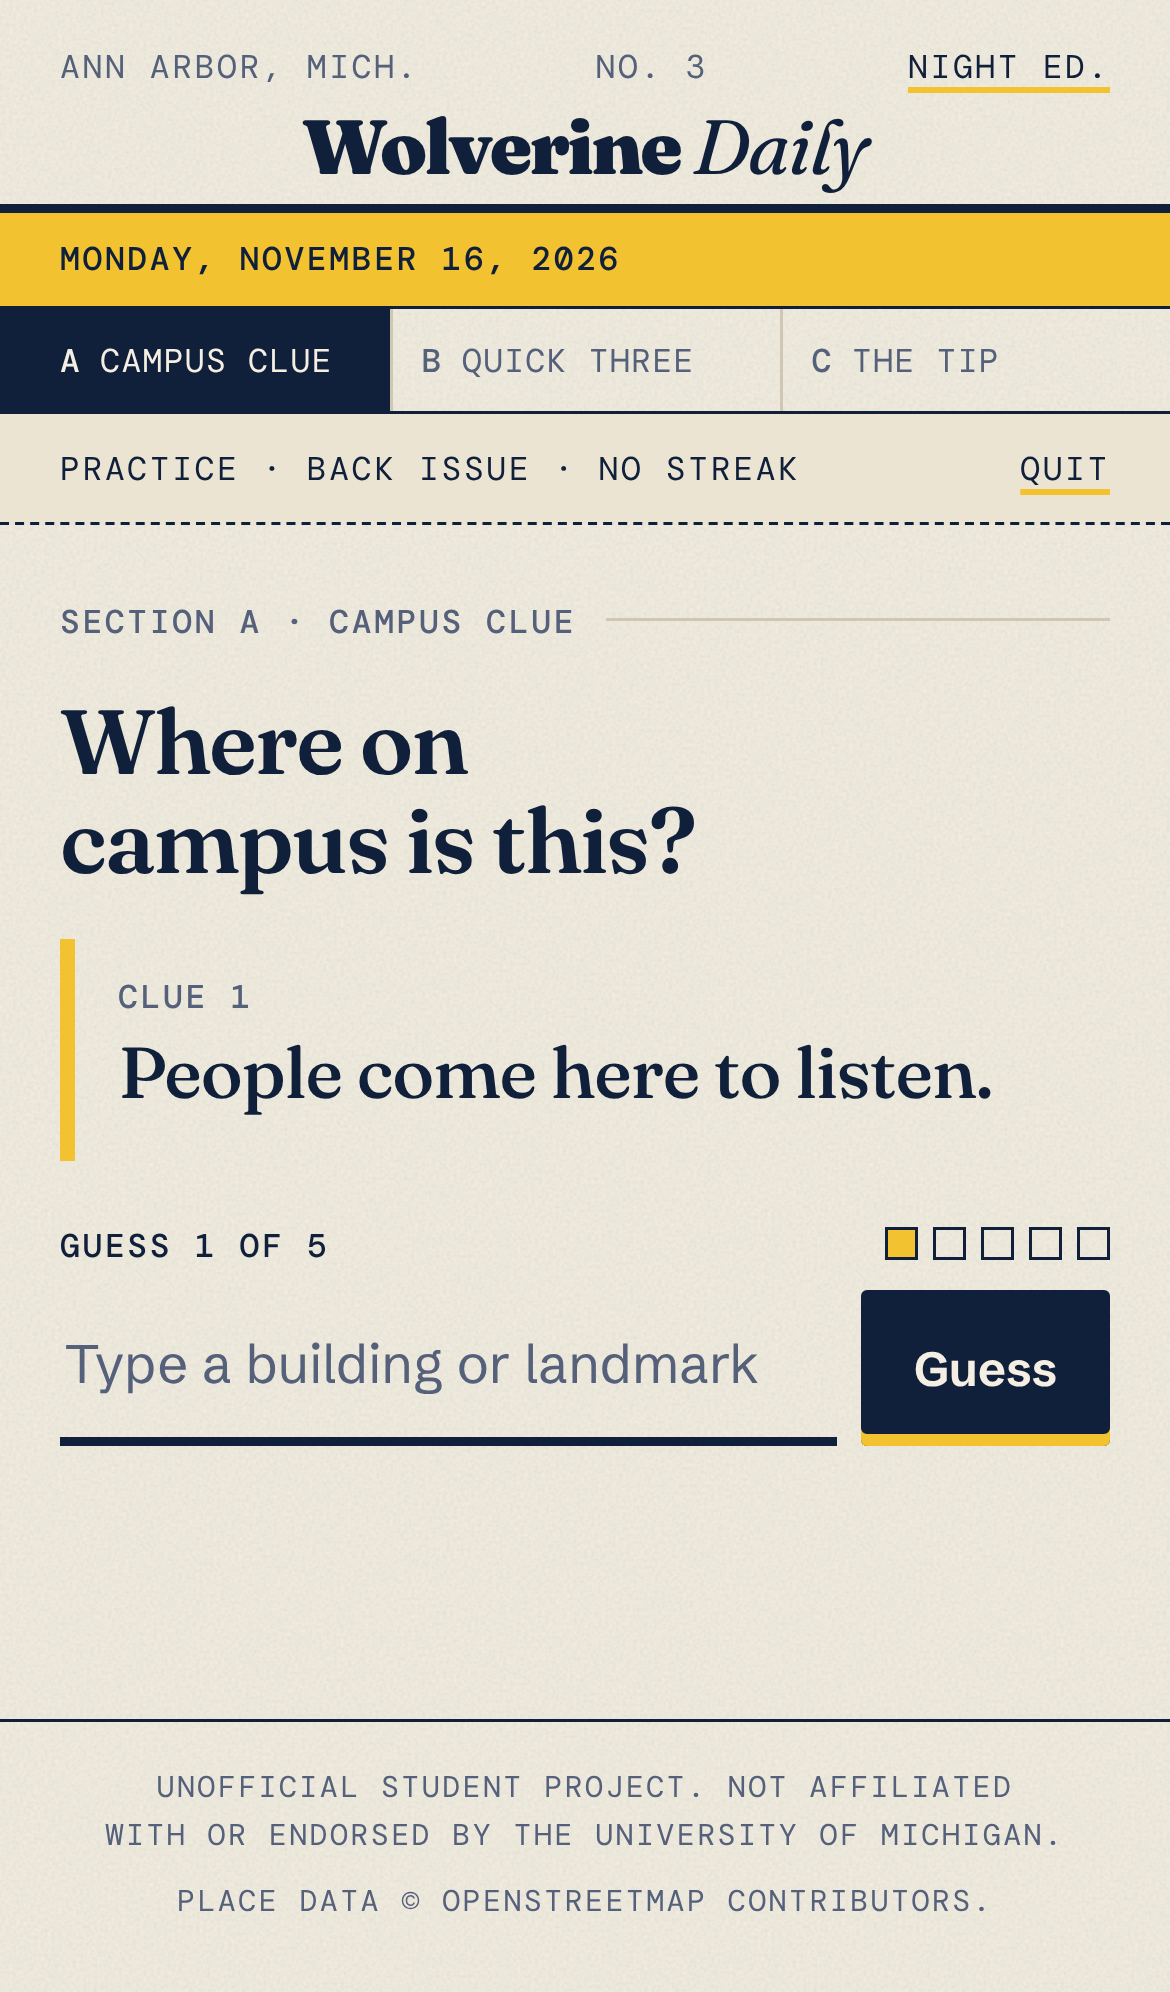 ANN ARBOR, MICH. NO. 3 NIGHT ED.
Wolverine Daily
MONDAY, NOVEMBER 16, 2026
A CAMPUS CLUE B QUICK THREE C THE TIP
PRACTICE · BACK ISSUE · NO STREAK QUIT
SECTION A · CAMPUS CLUE
Where on
campus is this?
CLUE 1
People come here to listen.
GUESS 1 OF 5
Type a building or landmark Guess
UNOFFICIAL STUDENT PROJECT. NOT AFFILIATED
WITH OR ENDORSED BY THE UNIVERSITY OF MICHIGAN.
PLACE DATA © OPENSTREETMAP CONTRIBUTORS.